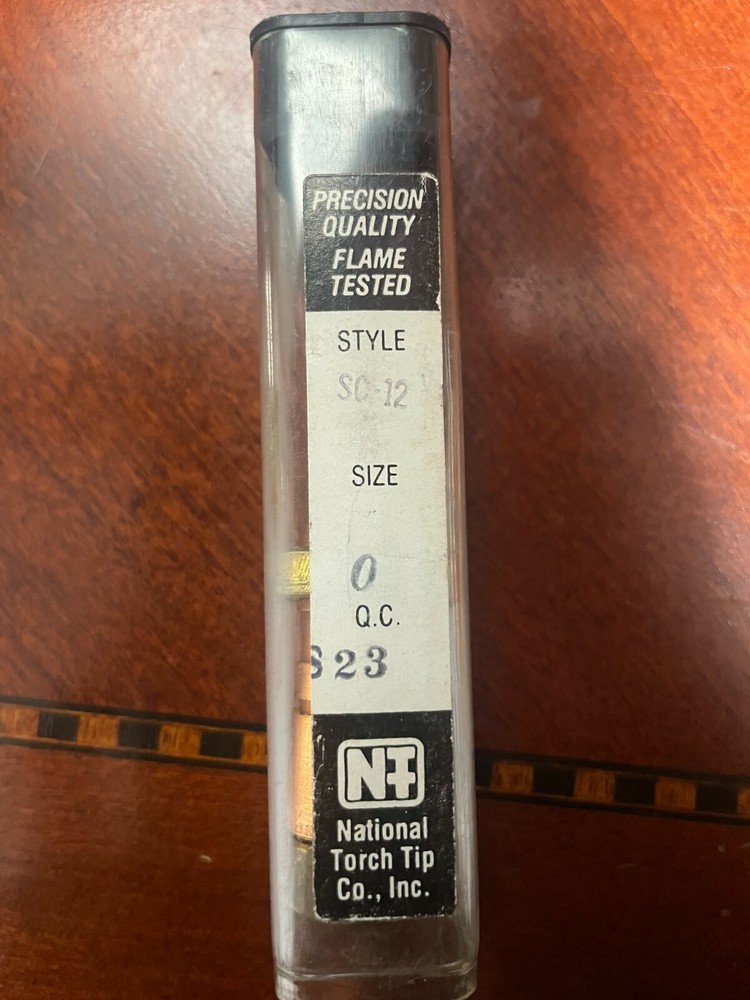 PRECISION
QUALITY
FLAME
TESTED
STYLE
SC-12
SIZE
0
Q.C.
S23
NT
National
Torch Tip
Co., Inc.